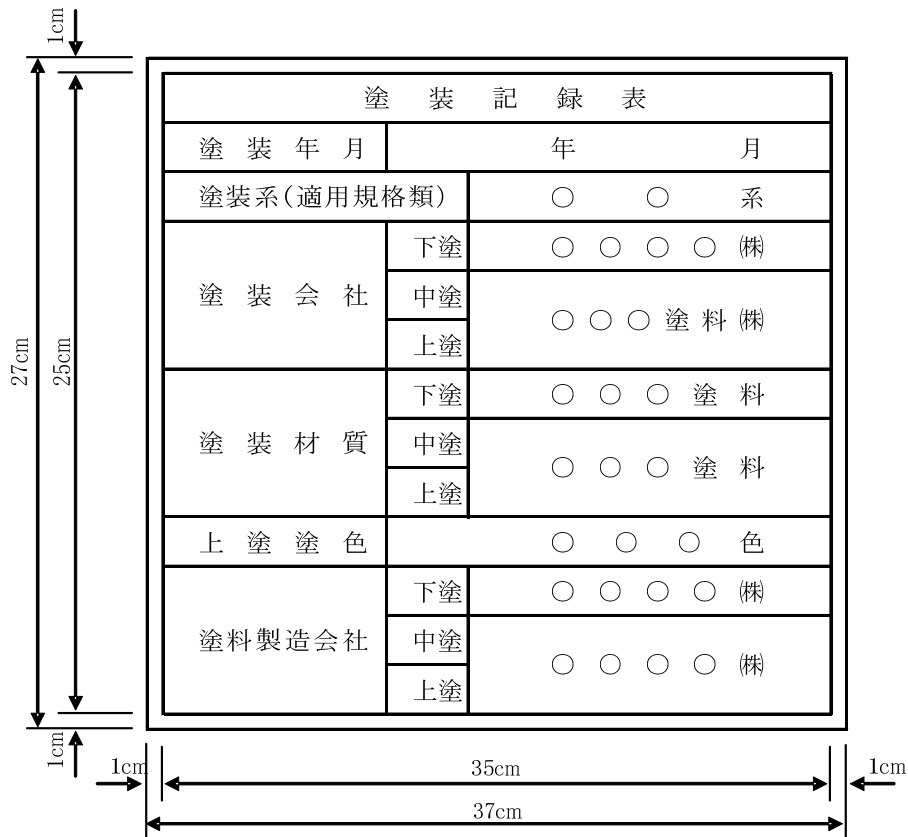 1cm
27cm
25cm
塗装記録表
塗装年月 年 月
塗装系(適用規格類) ○ ○ 系
塗装会社 下塗 ○ ○ ○ ○ ㈱
中塗 ○ ○ ○ 塗 料 ㈱
上塗
塗装材質 下塗 ○ ○ ○ 塗 料
中塗 ○ ○ ○ 塗 料
上塗
上塗塗色 ○ ○ ○ 色
塗料製造会社 下塗 ○ ○ ○ ○ ㈱
中塗 ○ ○ ○ ○ ㈱
上塗
1cm
1cm 35cm 1cm
37cm